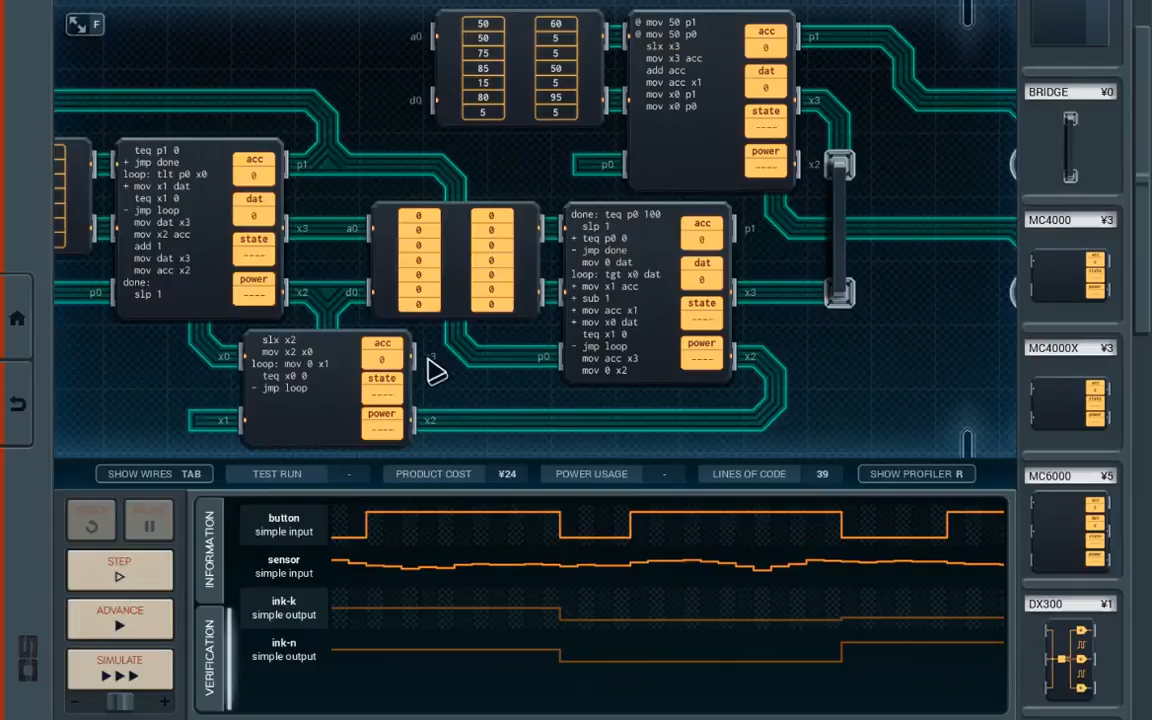 F
a0
d0
50
50
75
85
15
80
5
60
5
5
50
5
95
5
@ mov 50 p1
@ mov 50 p0
slx x3
mov x3 acc
add acc
mov acc x1
mov x0 p1
mov x0 p0
acc
0
dat
0
state
----
power
----
p1
x3
x2
p0
teq p1 0
+ jmp done
loop: tlt p0 x0
+ mov x1 dat
teq x1 0
- jmp loop
mov dat x3
mov x2 acc
add 1
mov dat x3
mov acc x2
done:
slp 1
acc
0
dat
0
state
----
power
----
p1
x3
x2
p0
a0
d0
0
0
0
0
0
0
0
0
0
0
0
0
0
0
done: teq p0 100
slp 1
+ teq p0 0
- jmp done
mov 0 dat
loop: tgt x0 dat
+ mov x1 acc
+ sub 1
+ mov acc x1
+ mov x0 dat
teq x1 0
- jmp loop
mov acc x3
mov 0 x2
acc
0
dat
0
state
----
power
----
p1
x3
x2
p0
slx x2
mov x2 x0
loop: mov 0 x1
teq x0 0
- jmp loop
acc
0
state
----
power
----
x0
x1
x2
SHOW WIRES TAB
TEST RUN -
PRODUCT COST ¥24
POWER USAGE -
LINES OF CODE 39
SHOW PROFILER R
STEP
ADVANCE
SIMULATE
- +
INFORMATION
VERIFICATION
button
simple input
sensor
simple input
ink-k
simple output
ink-n
simple output
BRIDGE ¥0
MC4000 ¥3
MC4000X ¥3
MC6000 ¥5
DX300 ¥1